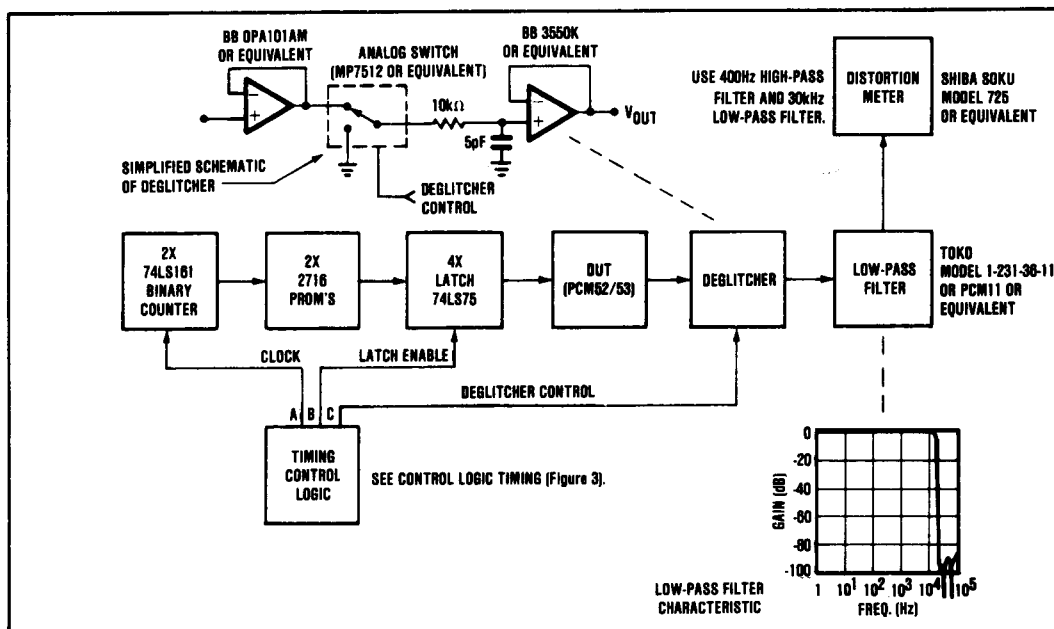 BB OPA101AM
OR EQUIVALENT
ANALOG SWITCH
(MP7512 OR EQUIVALENT)
BB 3550K
OR EQUIVALENT
−
+
10kΩ
5pF
−
+
VOUT
SIMPLIFIED SCHEMATIC
OF DEGLITCHER
DEGLITCHER
CONTROL
USE 400Hz HIGH-PASS
FILTER AND 30kHz
LOW-PASS FILTER.
DISTORTION
METER
SHIBA SOKU
MODEL 725
OR EQUIVALENT
2X
74LS161
BINARY
COUNTER
2X
2716
PROM'S
4X
LATCH
74LS75
DUT
(PCM52/53)
DEGLITCHER
LOW-PASS
FILTER
TOKO
MODEL 1-231-36-11
OR PCM11 OR
EQUIVALENT
CLOCK
LATCH ENABLE
DEGLITCHER CONTROL
A B C
TIMING
CONTROL
LOGIC
SEE CONTROL LOGIC TIMING (Figure 3).
GAIN (dB)
0
-20
-40
-60
-80
-100
1 10¹ 10² 10³ 10⁴ 10⁵
FREQ. (Hz)
LOW-PASS FILTER
CHARACTERISTIC